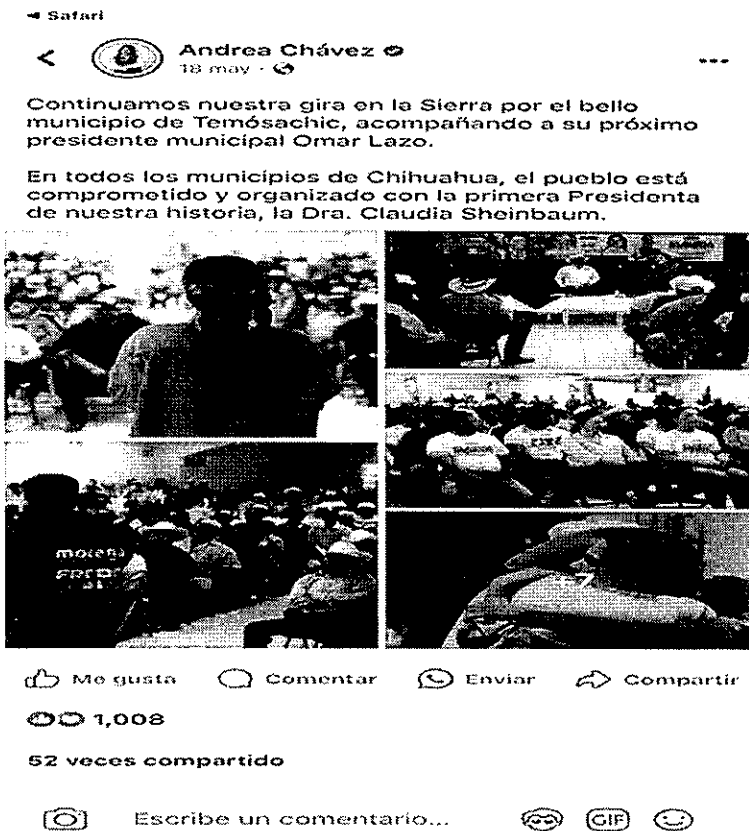 ◄ Safari
Andrea Chávez
18 may ·
Continuamos nuestra gira en la Sierra por el bello
municipio de Temósachic, acompañando a su próximo
presidente municipal Omar Lazo.
En todos los municipios de Chihuahua, el pueblo está
comprometido y organizado con la primera Presidenta
de nuestra historia, la Dra. Claudia Sheinbaum.
morena
Me gusta
Comentar
Enviar
Compartir
1,008
52 veces compartido
Escribe un comentario...
GIF